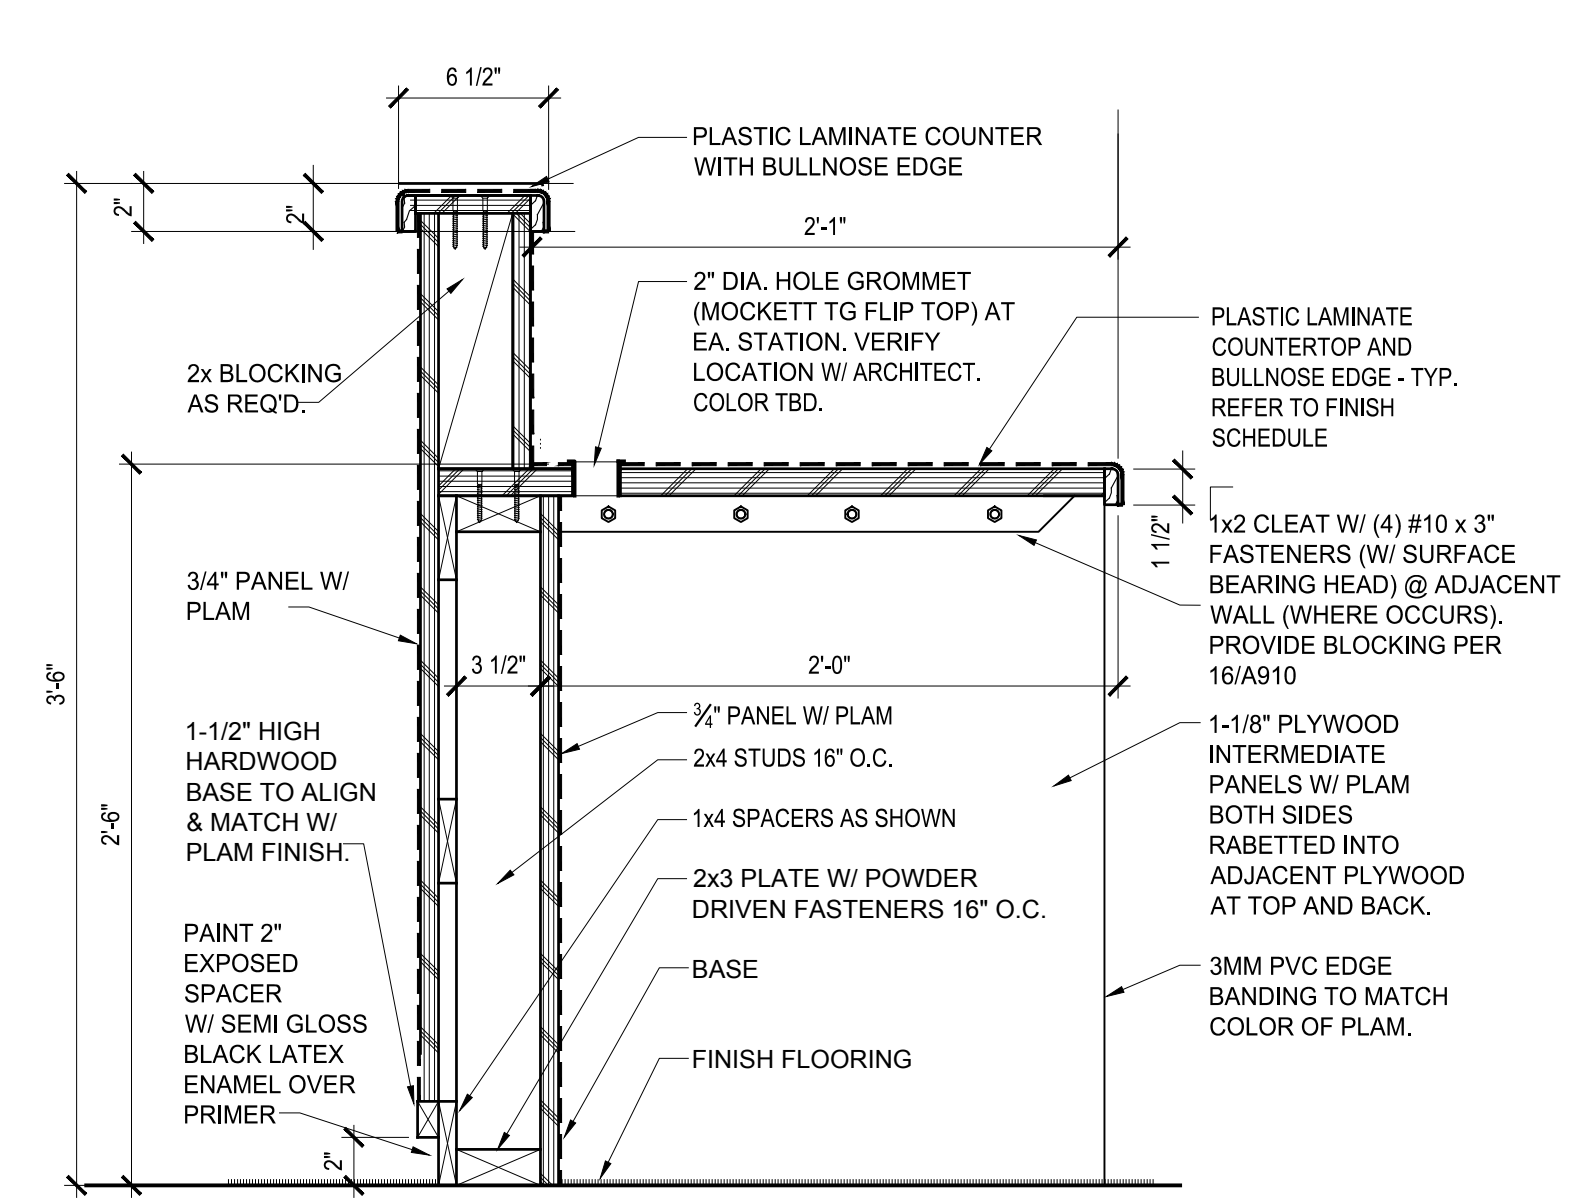 6 1/2"
PLASTIC LAMINATE COUNTER
WITH BULLNOSE EDGE
2"
2"
2'-1"
2" DIA. HOLE GROMMET
(MOCKETT TG FLIP TOP) AT
EA. STATION. VERIFY
LOCATION W/ ARCHITECT.
COLOR TBD.
PLASTIC LAMINATE
COUNTERTOP AND
BULLNOSE EDGE - TYP.
REFER TO FINISH
SCHEDULE
2x BLOCKING
AS REQ'D.
1 1/2"
1x2 CLEAT W/ (4) #10 x 3"
FASTENERS (W/ SURFACE
BEARING HEAD) @ ADJACENT
WALL (WHERE OCCURS).
PROVIDE BLOCKING PER
16/A910
3/4" PANEL W/
PLAM
3'-6"
3 1/2"
2'-0"
2'-6"
1-1/2" HIGH
HARDWOOD
BASE TO ALIGN
& MATCH W/
PLAM FINISH.
3/4" PANEL W/ PLAM
2x4 STUDS 16" O.C.
1x4 SPACERS AS SHOWN
2x3 PLATE W/ POWDER
DRIVEN FASTENERS 16" O.C.
BASE
FINISH FLOORING
1-1/8" PLYWOOD
INTERMEDIATE
PANELS W/ PLAM
BOTH SIDES
RABETTED INTO
ADJACENT PLYWOOD
AT TOP AND BACK.
PAINT 2"
EXPOSED
SPACER
W/ SEMI GLOSS
BLACK LATEX
ENAMEL OVER
PRIMER
3MM PVC EDGE
BANDING TO MATCH
COLOR OF PLAM.
2"